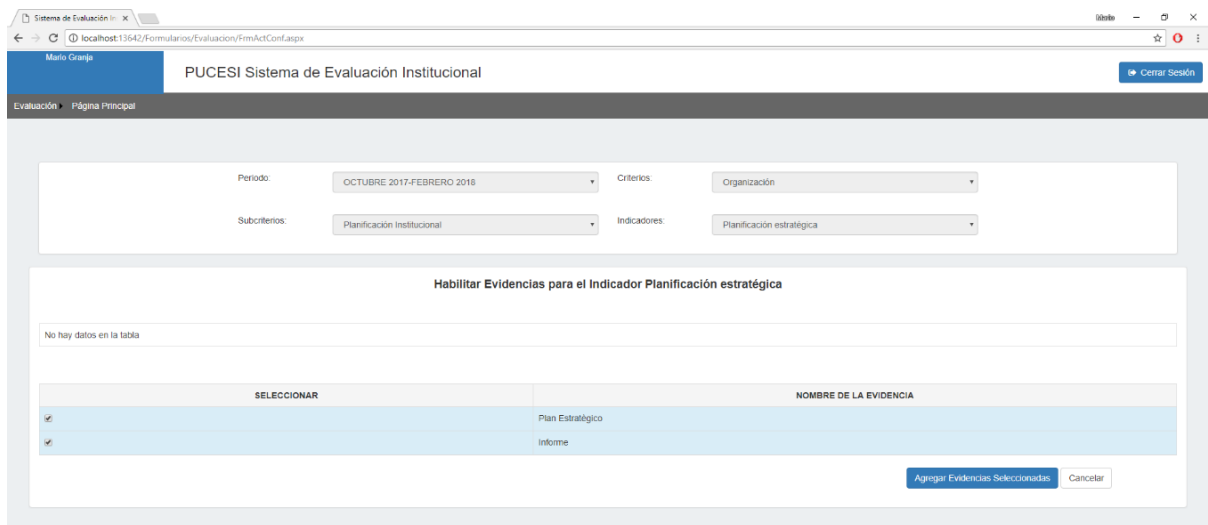 Sistema de Evaluación In
localhost:13642/Formularios/Evaluacion/FrmActConf.aspx
Mario Granja
PUCESI Sistema de Evaluación Institucional
Cerrar Sesión
Evaluación Página Principal
Periodo: OCTUBRE 2017-FEBRERO 2018 Criterios: Organización
Subcriterios: Planificación Institucional Indicadores: Planificación estratégica
Habilitar Evidencias para el Indicador Planificación estratégica
No hay datos en la tabla
SELECCIONAR NOMBRE DE LA EVIDENCIA
Plan Estratégico
Informe
Agregar Evidencias Seleccionadas Cancelar